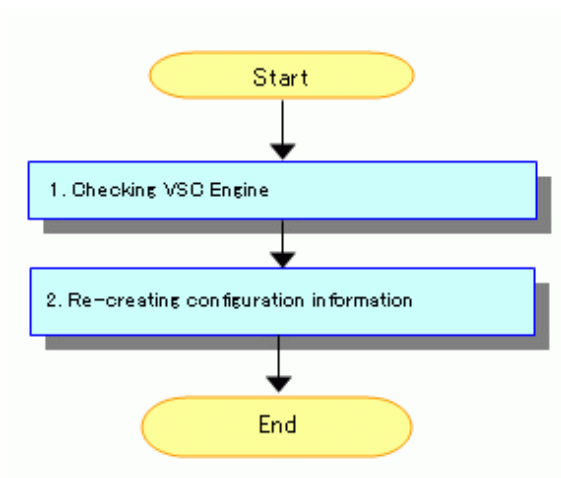 Start
1. Checking VSC Engine
2. Re-creating configuration information
End